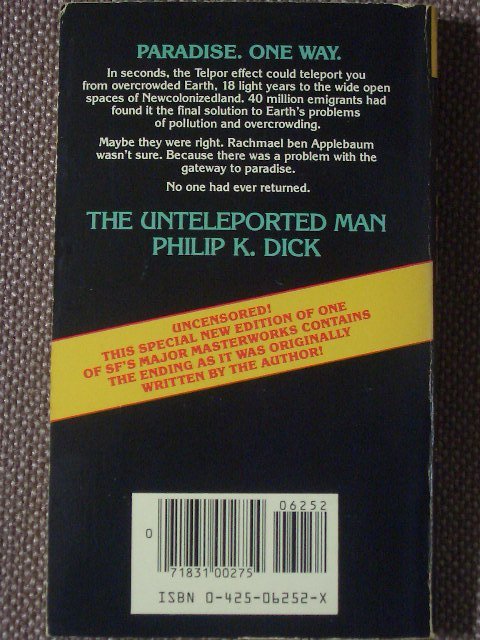 PARADISE. ONE WAY.
In seconds, the Telpor effect could teleport you
from overcrowded Earth, 18 light years to the wide open
spaces of Newcolonizedland. 40 million emigrants had
found it the final solution to Earth's problems
of pollution and overcrowding.
Maybe they were right. Rachmael ben Applebaum
wasn't sure. Because there was a problem with the
gateway to paradise.
No one had ever returned.
THE UNTELEPORTED MAN
PHILIP K. DICK
UNCENSORED!
THIS SPECIAL NEW EDITION OF ONE
OF SF'S MAJOR MASTERWORKS CONTAINS
THE ENDING AS IT WAS ORIGINALLY
WRITTEN BY THE AUTHOR!
06252
0
71831 00275
ISBN 0-425-06252-X